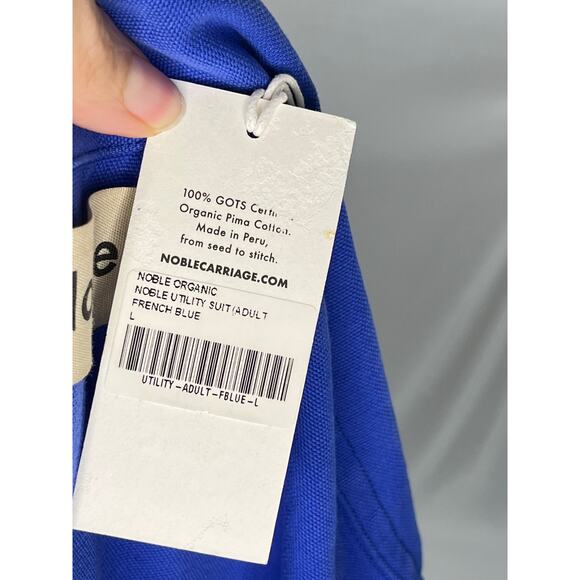 100% GOTS
Organic Pima Cotton.
Made in Peru,
from seed to stitch.
NOBLECARRIAGE.COM
NOBLE ORGANIC
NOBLE UTILITY SUIT (ADULT
FRENCH BLUE
L
UTILITY-ADULT-FBLUE-L